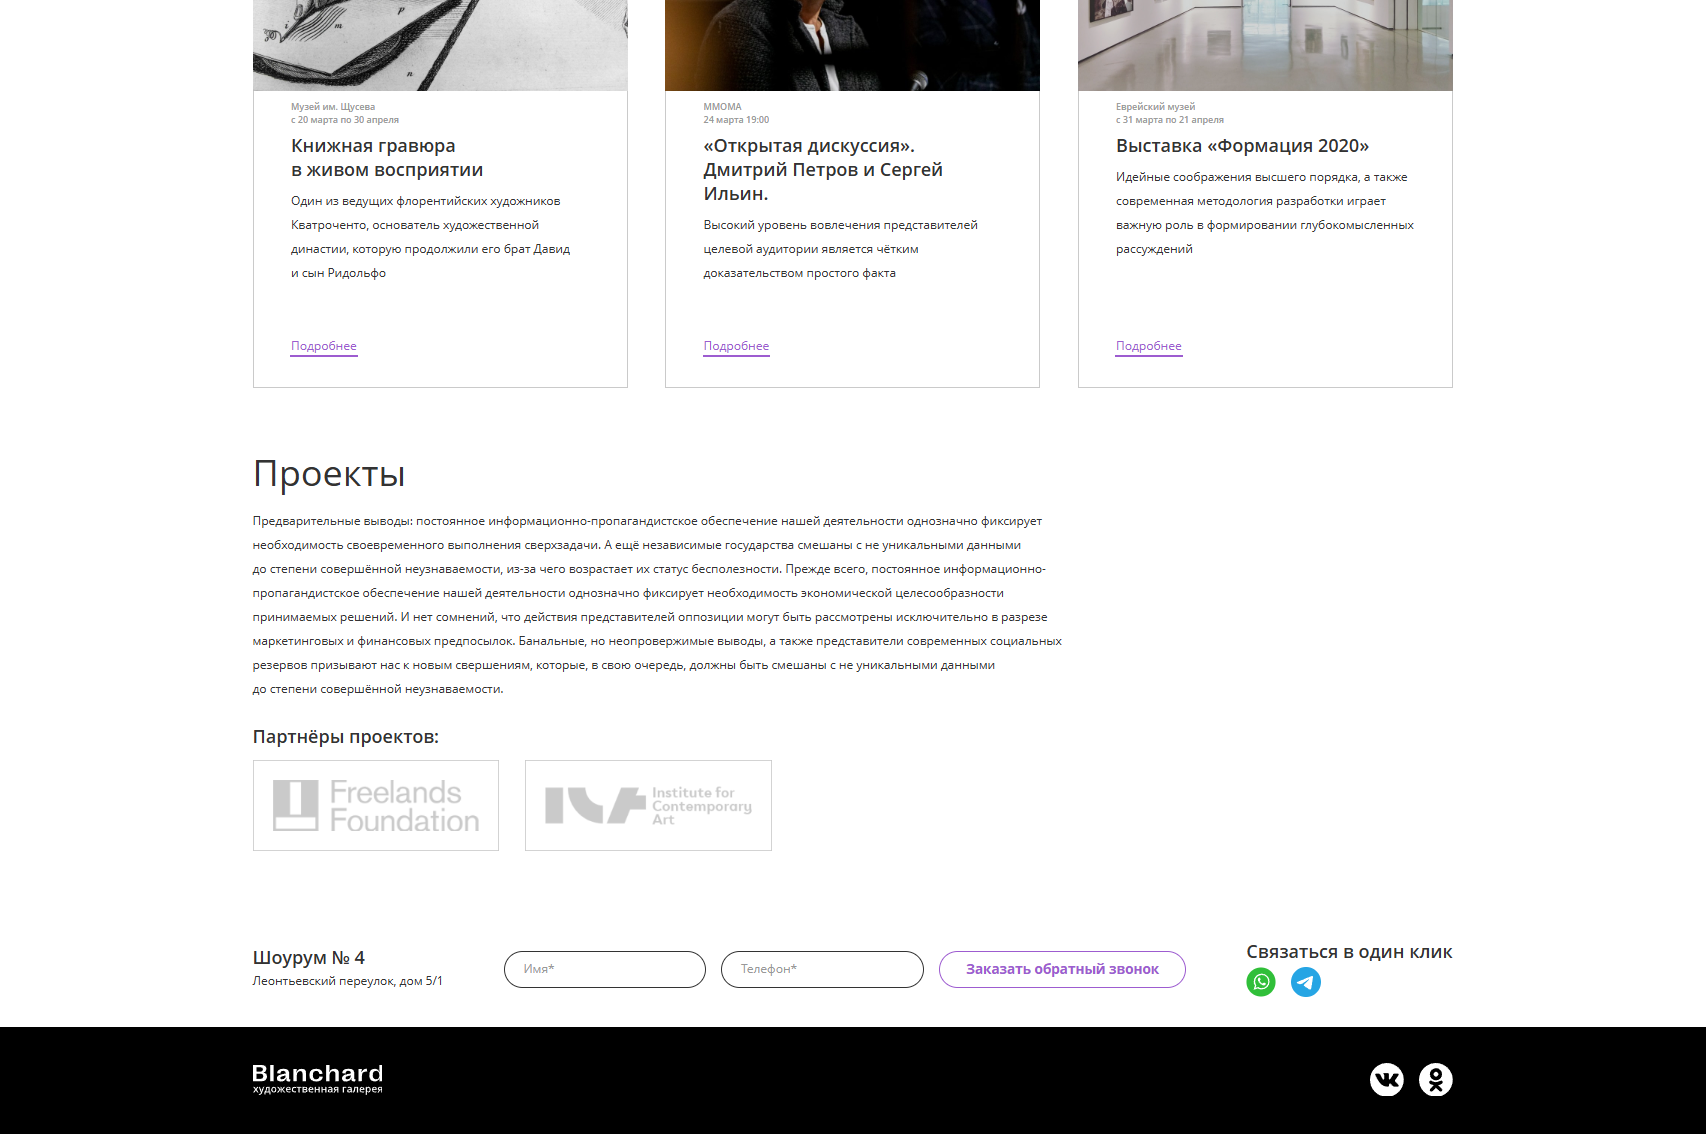 i
m
p
n
Музей им. Щусева
с 20 марта по 30 апреля
Книжная гравюра
в живом восприятии
Один из ведущих флорентийских художников
Кватроченто, основатель художественной
династии, которую продолжили его брат Давид
и сын Ридольфо
Подробнее
ММОМА
24 марта 19:00
«Открытая дискуссия».
Дмитрий Петров и Сергей
Ильин.
Высокий уровень вовлечения представителей
целевой аудитории является чётким
доказательством простого факта
Подробнее
Еврейский музей
с 31 марта по 21 апреля
Выставка «Формация 2020»
Идейные соображения высшего порядка, а также
современная методология разработки играет
важную роль в формировании глубокомысленных
рассуждений
Подробнее
Проекты
Предварительные выводы: постоянное информационно-пропагандистское обеспечение нашей деятельности однозначно фиксирует
необходимость своевременного выполнения сверхзадачи. А ещё независимые государства смешаны с не уникальными данными
до степени совершённой неузнаваемости, из-за чего возрастает их статус бесполезности. Прежде всего, постоянное информационно-
пропагандистское обеспечение нашей деятельности однозначно фиксирует необходимость экономической целесообразности
принимаемых решений. И нет сомнений, что действия представителей оппозиции могут быть рассмотрены исключительно в разрезе
маркетинговых и финансовых предпосылок. Банальные, но неопровержимые выводы, а также представители современных социальных
резервов призывают нас к новым свершениям, которые, в свою очередь, должны быть смешаны с не уникальными данными
до степени совершённой неузнаваемости.
Партнёры проектов:
Freelands
Foundation
ICA
Institute for
Contemporary
Art
Шоурум № 4
Леонтьевский переулок, дом 5/1
Имя*
Телефон*
Заказать обратный звонок
Связаться в один клик
Blanchard
художественная галерея